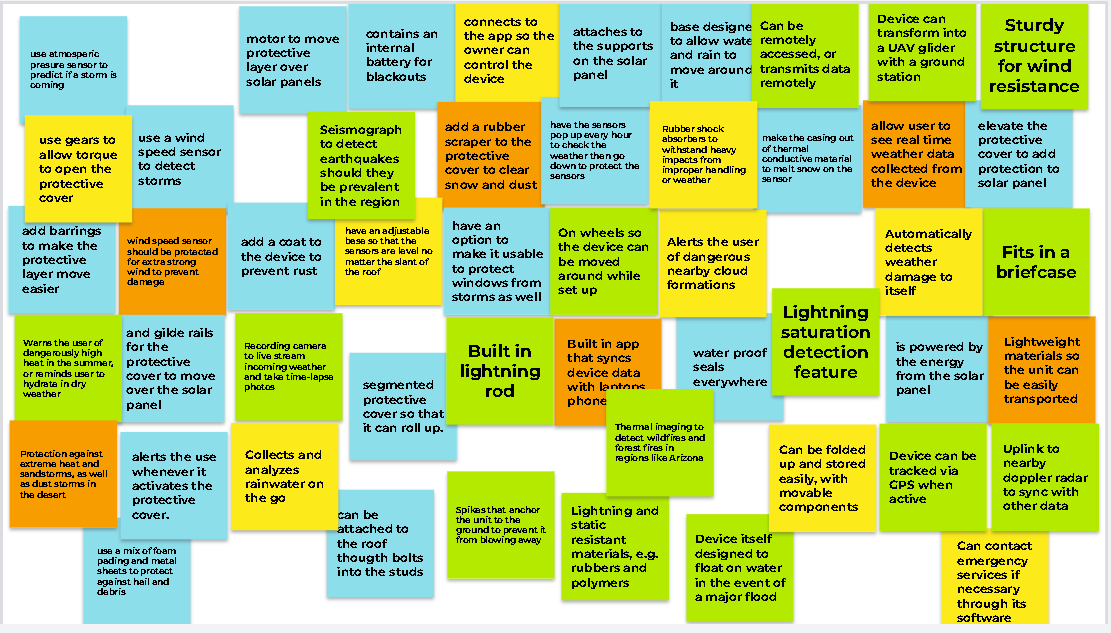 use atmosperic
presure sensor to
predict if a storm is
coming
motor to move
protective
layer over
solar panels
contains an
internal
battery for
blackouts
connects to
the app so the
owner can
control the
device
attaches to
the supports
on the solar
panel
base designe
to allow wate
and rain to
move around
it
Can be
remotely
accessed, or
transmits data
remotely
Device can
transform into
a UAV glider
with a ground
station
Sturdy
structure
for wind
resistance
use gears to
allow torque
to open the
protective
cover
use a wind
speed sensor
to detect
storms
Seismograph
to detect
earthquakes
should they
be prevalent
in the region
add a rubber
scraper to the
protective
cover to clear
snow and dust
have the sensors
pop up every hour
to check the
weather then go
down to protect the
sensors
Rubber shock
absorbers to
withstand heavy
impacts from
improper handling
or weather
make the casing out
of thermal
conductive material
to melt snow on the
sensor
allow user to
see real time
weather data
collected from
the device
elevate the
protective
cover to add
protection to
solar panel
add barrings
to make the
protective
layer move
easier
wind speed sensor
should be protected
for extra strong
wind to prevent
damage
add a coat to
the device to
prevent rust
have an adjustable
base so that the
sensors are level no
matter the slant of
the roof
have an
option to
make it usable
to protect
windows from
storms as well
On wheels so
the device can
be moved
around while
set up
Alerts the user
of dangerous
nearby cloud
formations
Automatically
detects
weather
damage to
itself
Fits in a
briefcase
Warns the user of
dangerously high
heat in the summer,
or reminds user to
hydrate in dry
weather
and gilde rails
for the
protective
cover to move
over the solar
panel
Recording camera
to live stream
incoming weather
and take time-lapse
photos
segmented
protective
cover so that
it can roll up.
Built in
lightning
rod
Built in app
that syncs
device data
with laptops
phone
water proof
seals
everywhere
Lightning
saturation
detection
feature
is powered by
the energy
from the solar
panel
Lightweight
materials so
the unit can
be easily
transported
Protection against
extreme heat and
sandstorms, as well
as dust storms in
the desert
alerts the use
whenever it
activates the
protective
cover.
Collects and
analyzes
rainwater on
the go
can be
attached to
the roof
thougth bolts
into the studs
Spikes that anchor
the unit to the
ground to prevent it
from blowing away
Thermal imaging to
detect wildfires and
forest fires in
regions like Arizona
Lightning and
static
resistant
materials, e.g.
rubbers and
polymers
Device itself
designed to
float on water
in the event of
a major flood
Can be folded
up and stored
easily, with
movable
components
Device can be
tracked via
GPS when
active
Uplink to
nearby
doppler radar
to sync with
other data
use a mix of foam
pading and metal
sheets to protect
against hail and
debris
Can contact
emergency
services if
necessary
through its
software